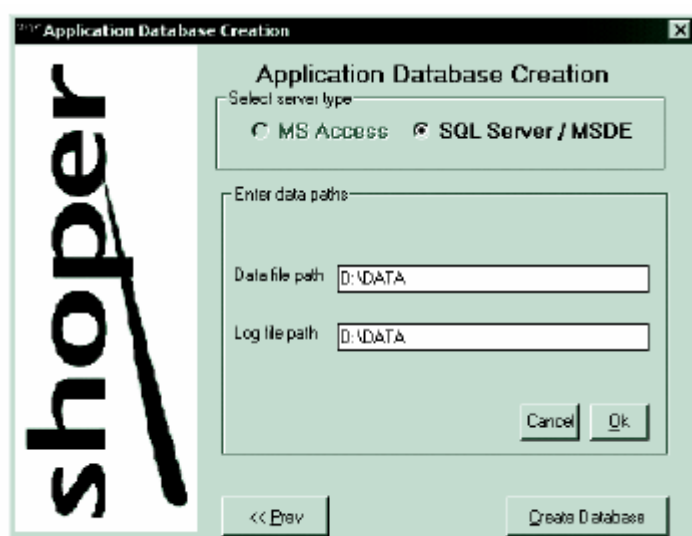 Application Database Creation
shoper
Application Database Creation
Select server type
MS Access SQL Server / MSDE
Enter data paths
Data file path D:\DATA
Log file path D:\DATA
Cancel Ok
<< Prev Create Database